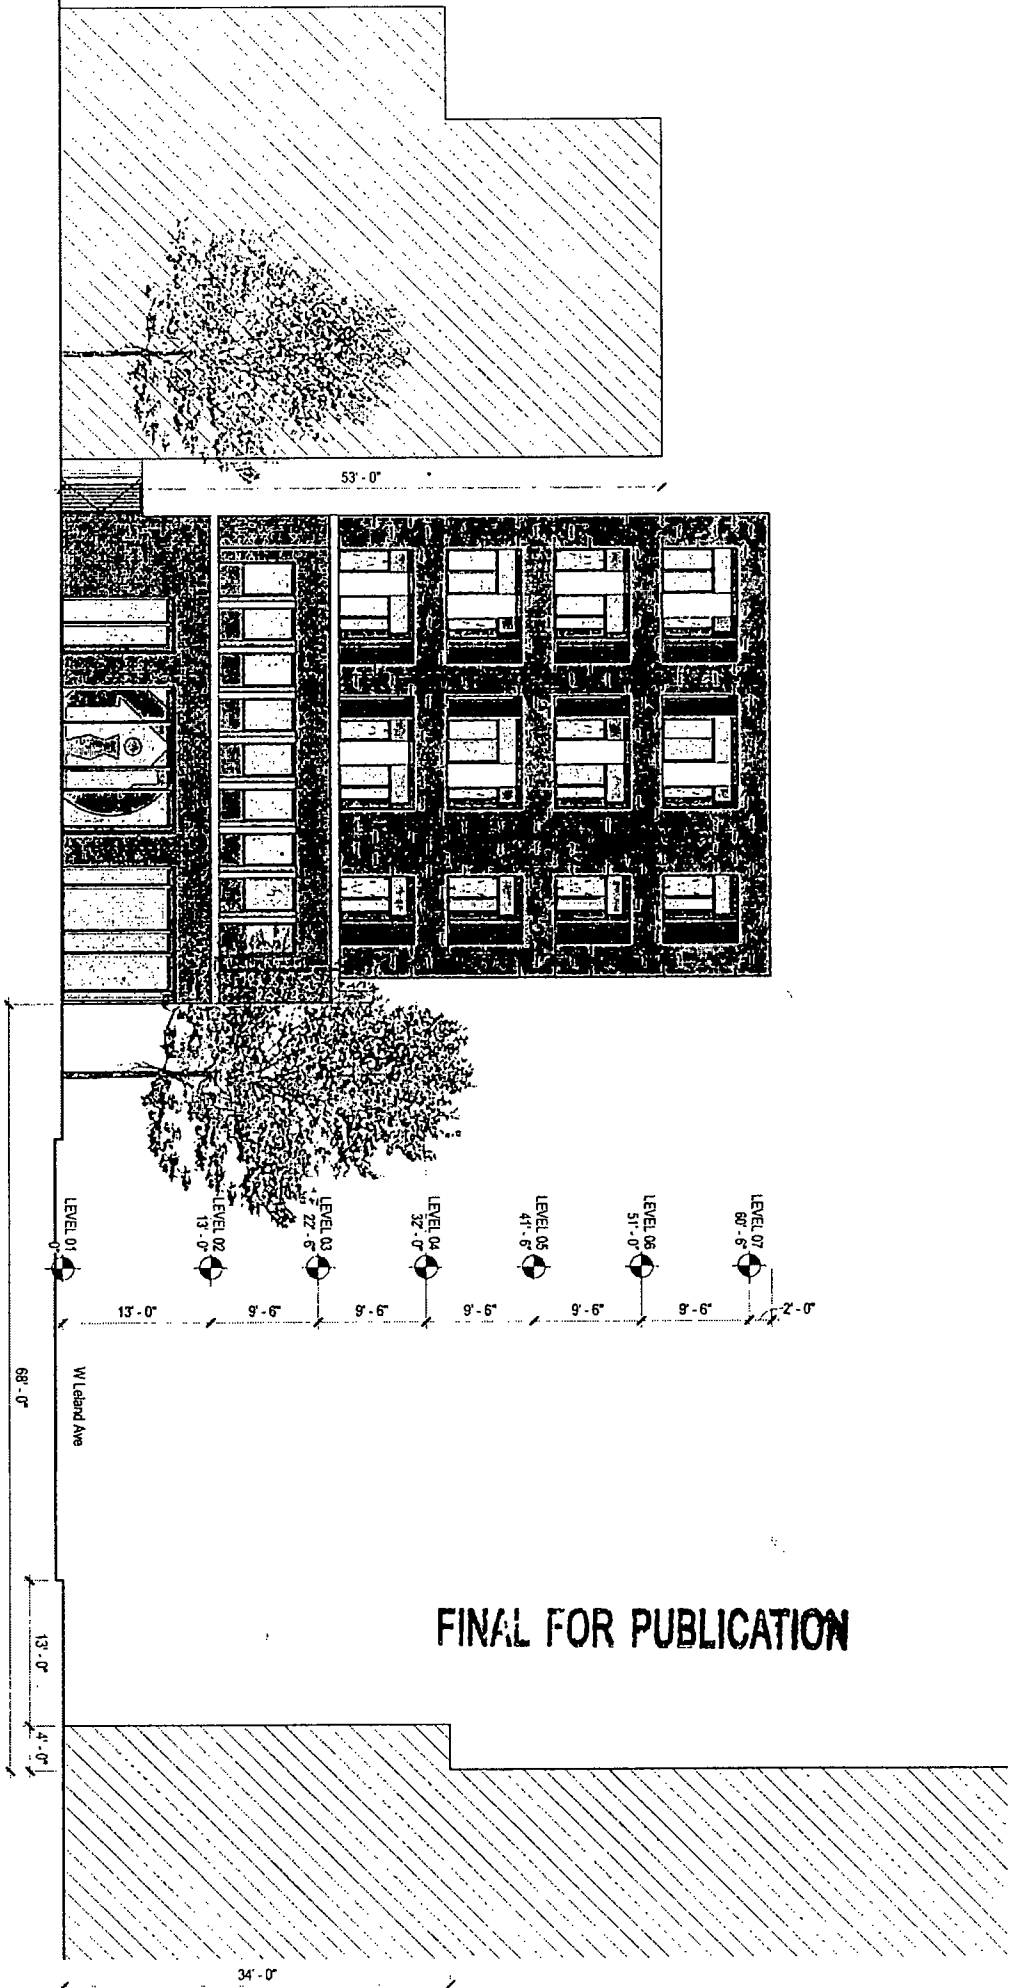 53' - 0"
LEVEL 07
60' - 6"
LEVEL 06
51' - 0"
LEVEL 05
41' - 6"
LEVEL 04
32' - 0"
LEVEL 03
22' - 6"
LEVEL 02
13' - 0"
LEVEL 01
0"
13' - 0"
9' - 6"
9' - 6"
9' - 6"
9' - 6"
9' - 6"
2' - 0"
W Leland Ave
68' - 0"
13' - 0"
4' - 0"
34' - 0"
FINAL FOR PUBLICATION